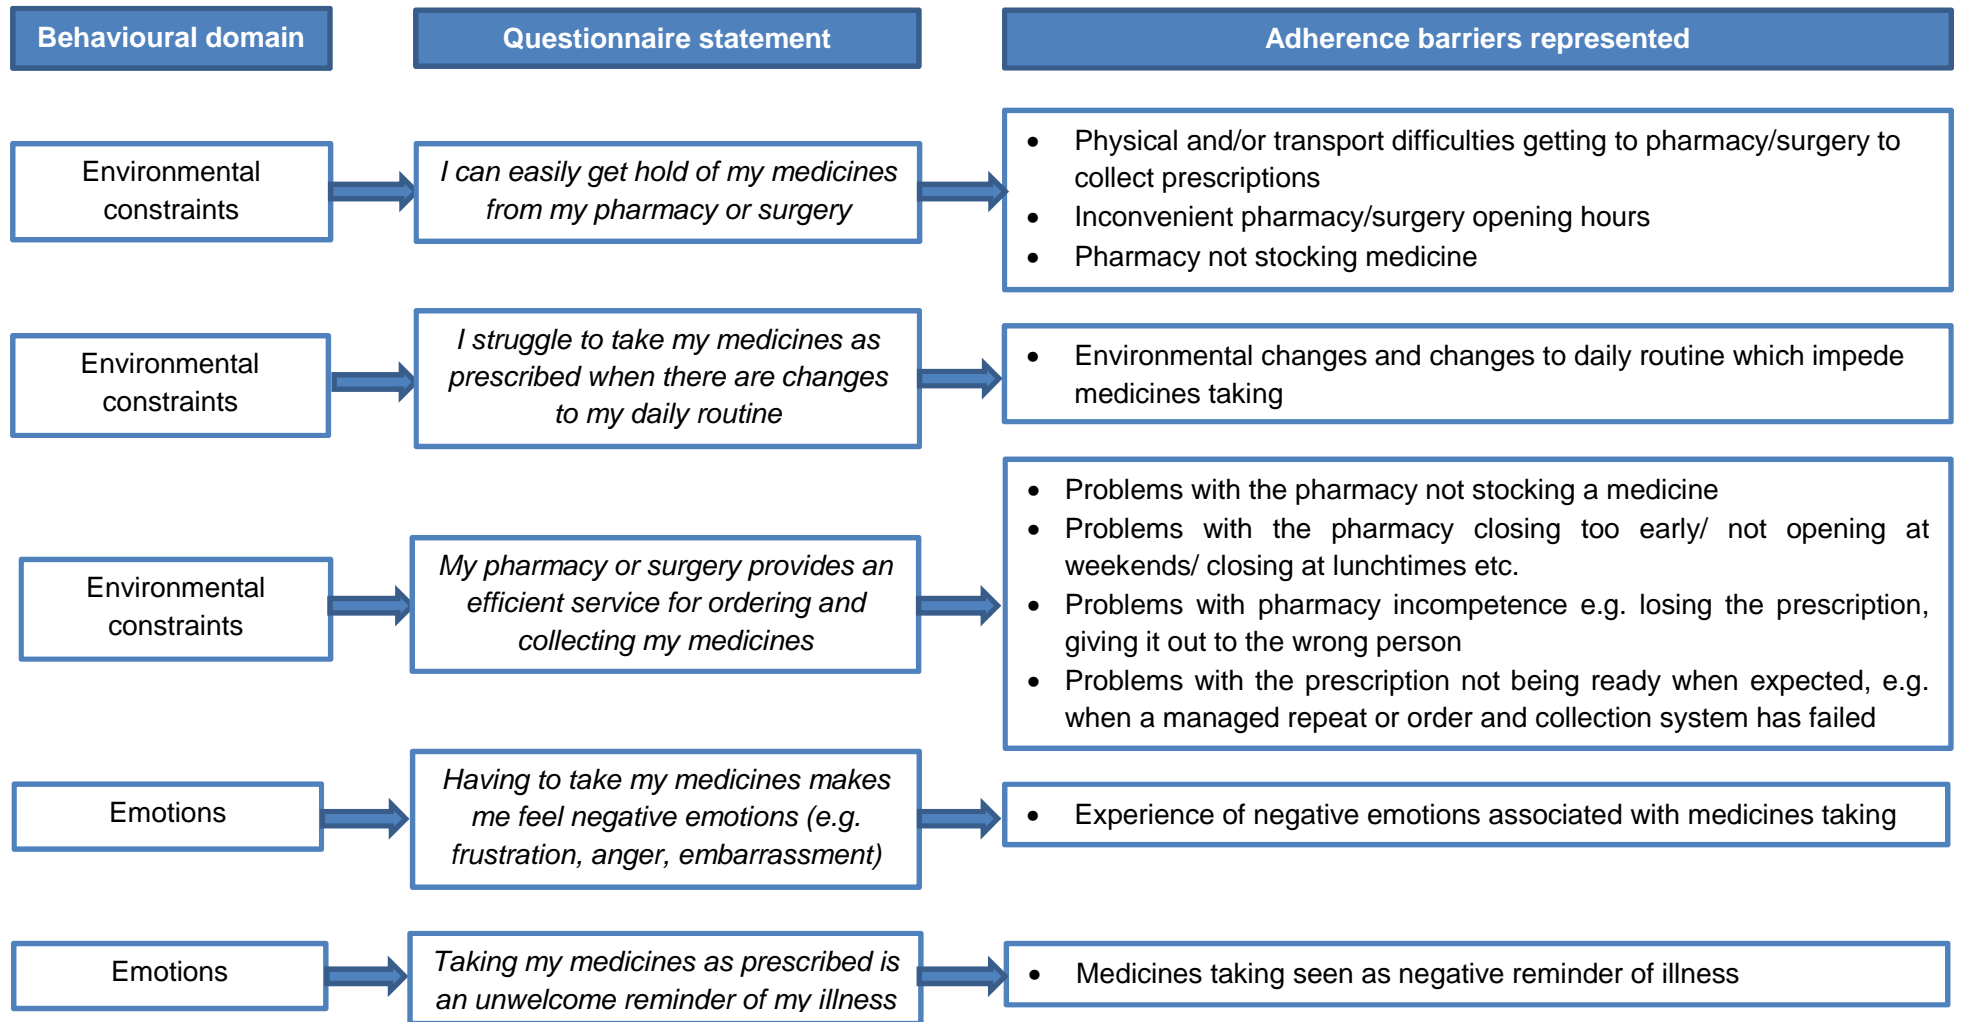 Behavioural domain
Questionnaire statement
Adherence barriers represented
Environmental
constraints
I can easily get hold of my medicines
from my pharmacy or surgery
• Physical and/or transport difficulties getting to pharmacy/surgery to
collect prescriptions
• Inconvenient pharmacy/surgery opening hours
• Pharmacy not stocking medicine
Environmental
constraints
I struggle to take my medicines as
prescribed when there are changes
to my daily routine
• Environmental changes and changes to daily routine which impede
medicines taking
Environmental
constraints
My pharmacy or surgery provides an
efficient service for ordering and
collecting my medicines
• Problems with the pharmacy not stocking a medicine
• Problems with the pharmacy closing too early/ not opening at
weekends/ closing at lunchtimes etc.
• Problems with pharmacy incompetence e.g. losing the prescription,
giving it out to the wrong person
• Problems with the prescription not being ready when expected, e.g.
when a managed repeat or order and collection system has failed
Emotions
Having to take my medicines makes
me feel negative emotions (e.g.
frustration, anger, embarrassment)
• Experience of negative emotions associated with medicines taking
Emotions
Taking my medicines as prescribed is
an unwelcome reminder of my illness
• Medicines taking seen as negative reminder of illness